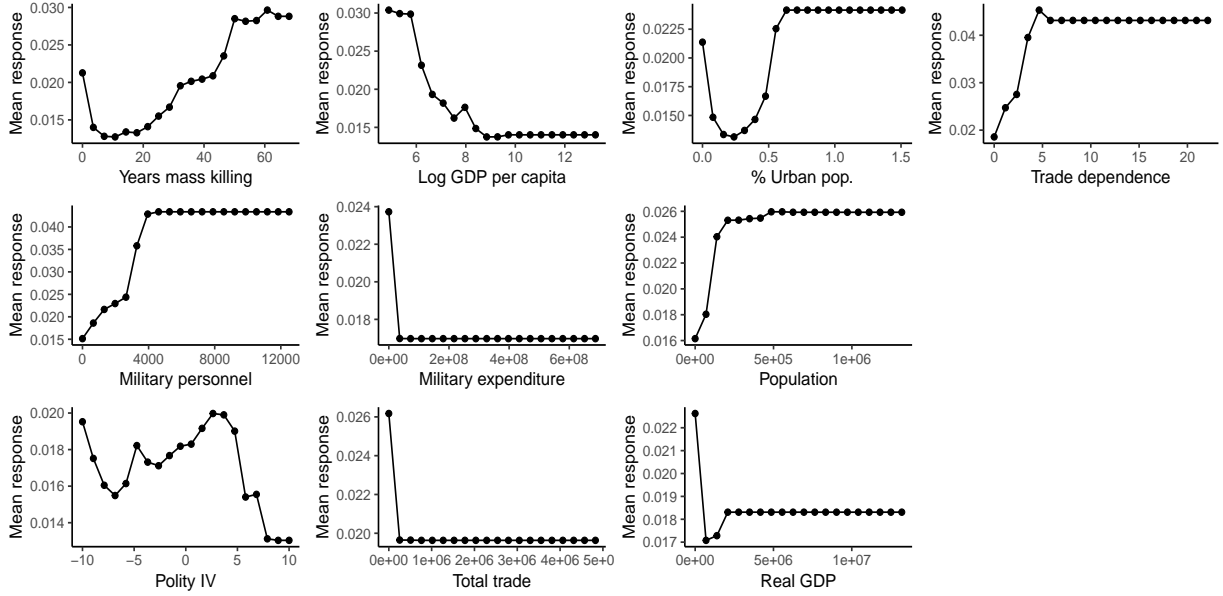 Mean response
0.030
0.025
0.020
0.015
0 20 40 60
Years mass killing
Mean response
0.030
0.025
0.020
0.015
6 8 10 12
Log GDP per capita
Mean response
0.0225
0.0200
0.0175
0.0150
0.0 0.5 1.0 1.5
% Urban pop.
Mean response
0.04
0.03
0.02
0 5 10 15 20
Trade dependence
Mean response
0.040
0.035
0.030
0.025
0.020
0.015
0 4000 8000 12000
Military personnel
Mean response
0.024
0.022
0.020
0.018
0e+00 2e+08 4e+08 6e+08
Military expenditure
Mean response
0.026
0.024
0.022
0.020
0.018
0.016
0e+00 5e+05 1e+06
Population
Mean response
0.020
0.018
0.016
0.014
−10 −5 0 5 10
Polity IV
Mean response
0.026
0.024
0.022
0.020
0e+00 1e+06 2e+06 3e+06 4e+06 5e+0
Total trade
Mean response
0.022
0.021
0.020
0.019
0.018
0.017
0e+00 5e+06 1e+07
Real GDP